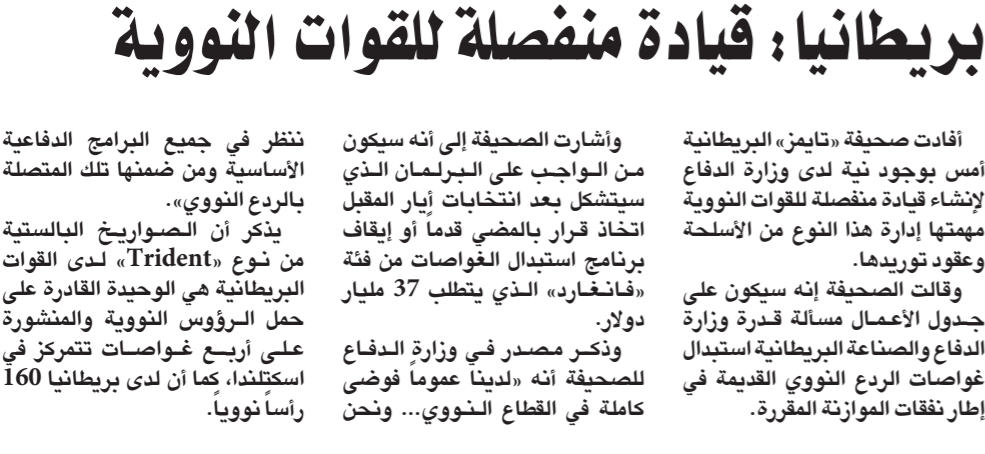 بريطانيا: قيادة منفصلة للقوات النووية
أفادت صحيفة «تايمز» البريطانية
أمس بوجود نية لدى وزارة الدفاع
لإنشاء قيادة منفصلة للقوات النووية
مهمتها إدارة هذا النوع من الأسلحة
وعقود توريدها.
وقالت الصحيفة إنه سيكون على
جدول الأعمال مسألة قدرة وزارة
الدفاع والصناعة البريطانية استبدال
غواصات الردع النووي القديمة في
إطار نفقات الموازنة المقررة.
وأشارت الصحيفة إلى أنه سيكون
من الواجب على البرلمان الذي
سيتشكل بعد انتخابات أيار المقبل
اتخاذ قرار بالمضي قدماً أو إيقاف
برنامج استبدال الغواصات من فئة
«فانغارد» الذي يتطلب 37 مليار
دولار.
وذكر مصدر في وزارة الدفاع
للصحيفة أنه «لدينا عموماً فوضى
كاملة في القطاع النووي... ونحن
ننظر في جميع البرامج الدفاعية
الأساسية ومن ضمنها تلك المتصلة
بالردع النووي».
يذكر أن الصواريخ البالستية
من نوع «Trident» لدى القوات
البريطانية هي الوحيدة القادرة على
حمل الرؤوس النووية والمنشورة
على أربع غواصات تتمركز في
اسكتلندا، كما أن لدى بريطانيا 160
رأساً نووياً.